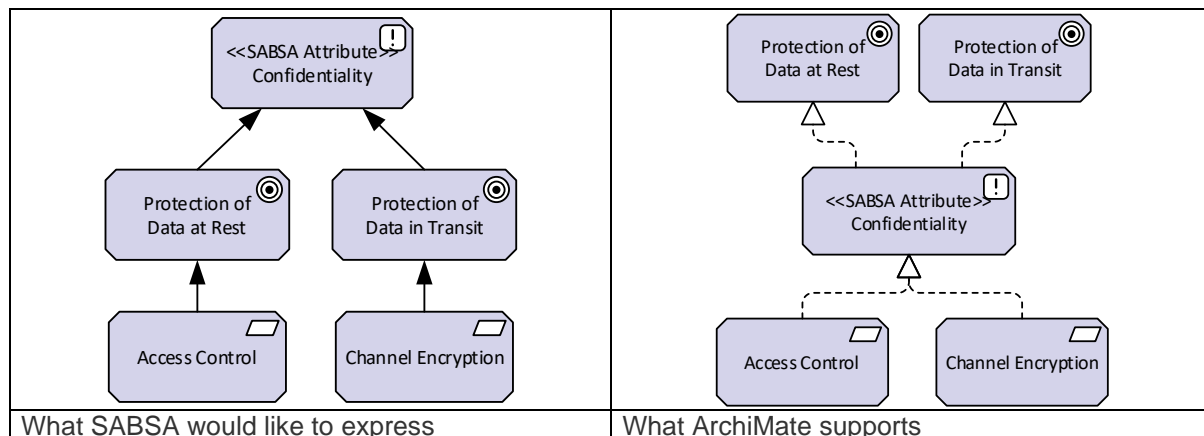 <<SABSA Attribute>>
Confidentiality
Protection of
Data at Rest
Protection of
Data in Transit
Access Control
Channel Encryption
What SABSA would like to express
Protection of
Data at Rest
Protection of
Data in Transit
<<SABSA Attribute>>
Confidentiality
Access Control
Channel Encryption
What ArchiMate supports